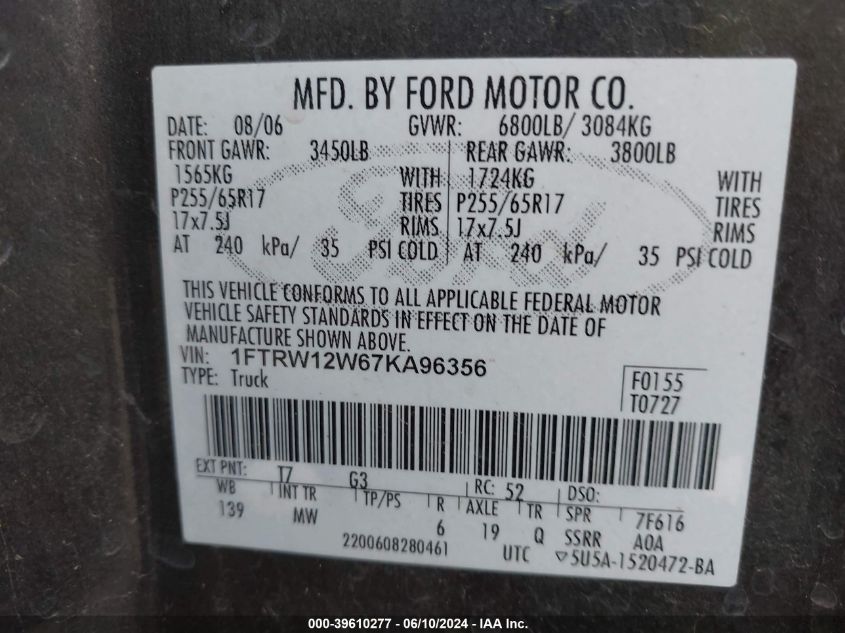 MFD. BY FORD MOTOR CO.
DATE: 08/06 GVWR: 6800LB/ 3084KG
FRONT GAWR: 3450LB REAR GAWR: 3800LB
1565KG WITH 1724KG WITH
P255/65R17 TIRES P255/65R17 TIRES
17x7.5J RIMS 17x7.5J RIMS
AT 240 kPa/ 35 PSI COLD AT 240 kPa/ 35 PSI COLD
Ford
THIS VEHICLE CONFORMS TO ALL APPLICABLE FEDERAL MOTOR
VEHICLE SAFETY STANDARDS IN EFFECT ON THE DATE OF
MANUFACTURE SHOWN ABOVE.
VIN: 1FTRW12W67KA96356
TYPE: Truck
F0155
T0727
EXT PNT: T7 G3 RC: 52 DSO:
WB INT TR TP/PS R AXLE TR SPR 7F616
139 MW 6 19 Q SSRR A0A
2200608280461 UTC ▽5U5A-1520472-BA
000-39610277 - 06/10/2024 - IAA Inc.